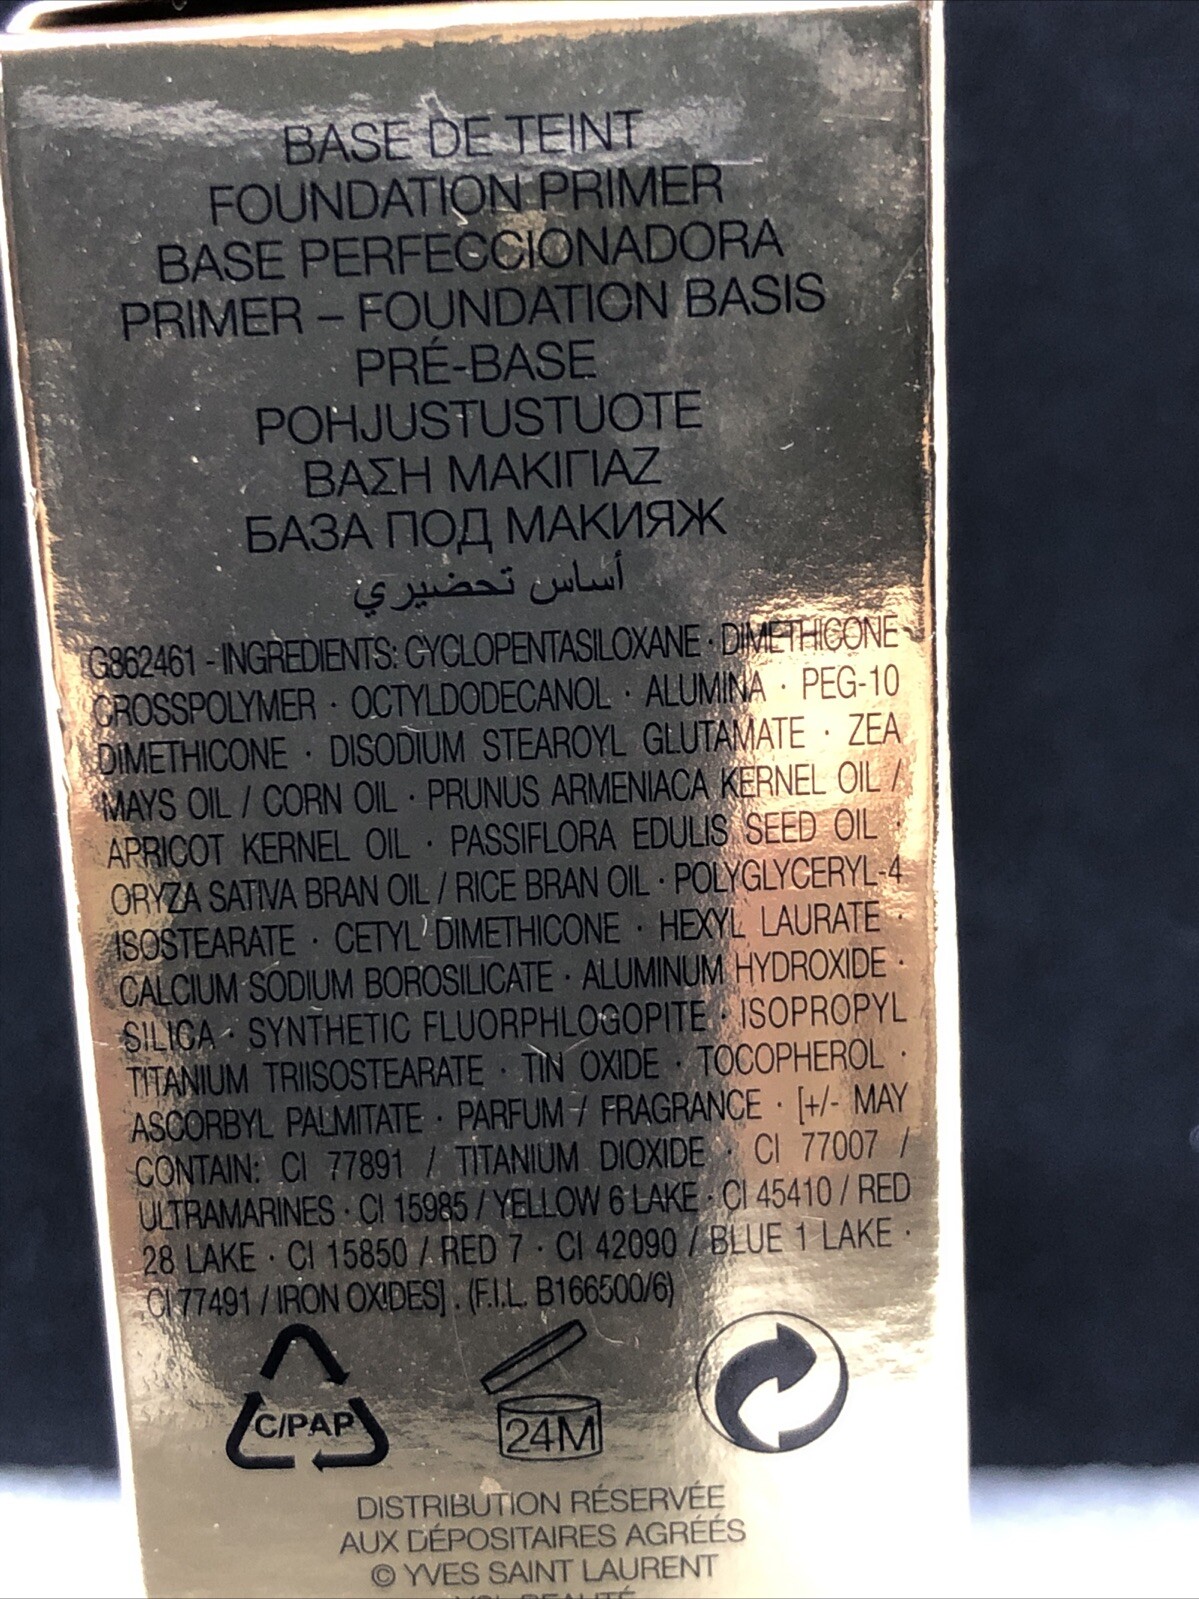 BASE DE TEINT
FOUNDATION PRIMER
BASE PERFECCIONADORA
PRIMER – FOUNDATION BASIS
PRÉ-BASE
POHJUSTUSTUOTE
ΒΑΣΗ ΜΑΚΙΓΙΑΖ
БАЗА ПОД МАКИЯЖ
أساس تحضيري
G862461 - INGREDIENTS: CYCLOPENTASILOXANE · DIMETHICONE
CROSSPOLYMER · OCTYLDODECANOL · ALUMINA · PEG-10
DIMETHICONE · DISODIUM STEAROYL GLUTAMATE · ZEA
MAYS OIL / CORN OIL · PRUNUS ARMENIACA KERNEL OIL /
APRICOT KERNEL OIL · PASSIFLORA EDULIS SEED OIL ·
ORYZA SATIVA BRAN OIL / RICE BRAN OIL · POLYGLYCERYL-4
ISOSTEARATE · CETYL DIMETHICONE · HEXYL LAURATE ·
CALCIUM SODIUM BOROSILICATE · ALUMINUM HYDROXIDE ·
SILICA · SYNTHETIC FLUORPHLOGOPITE · ISOPROPYL
TITANIUM TRIISOSTEARATE · TIN OXIDE · TOCOPHEROL ·
ASCORBYL PALMITATE · PARFUM / FRAGRANCE · [+/- MAY
CONTAIN: CI 77891 / TITANIUM DIOXIDE · CI 77007 /
ULTRAMARINES · CI 15985 / YELLOW 6 LAKE · CI 45410 / RED
28 LAKE · CI 15850 / RED 7 · CI 42090 / BLUE 1 LAKE ·
CI 77491 / IRON OXIDES] . (F.I.L. B166500/6)
C/PAP
24M
DISTRIBUTION RÉSERVÉE
AUX DÉPOSITAIRES AGRÉÉS
© YVES SAINT LAURENT
YSL BEAUTÉ